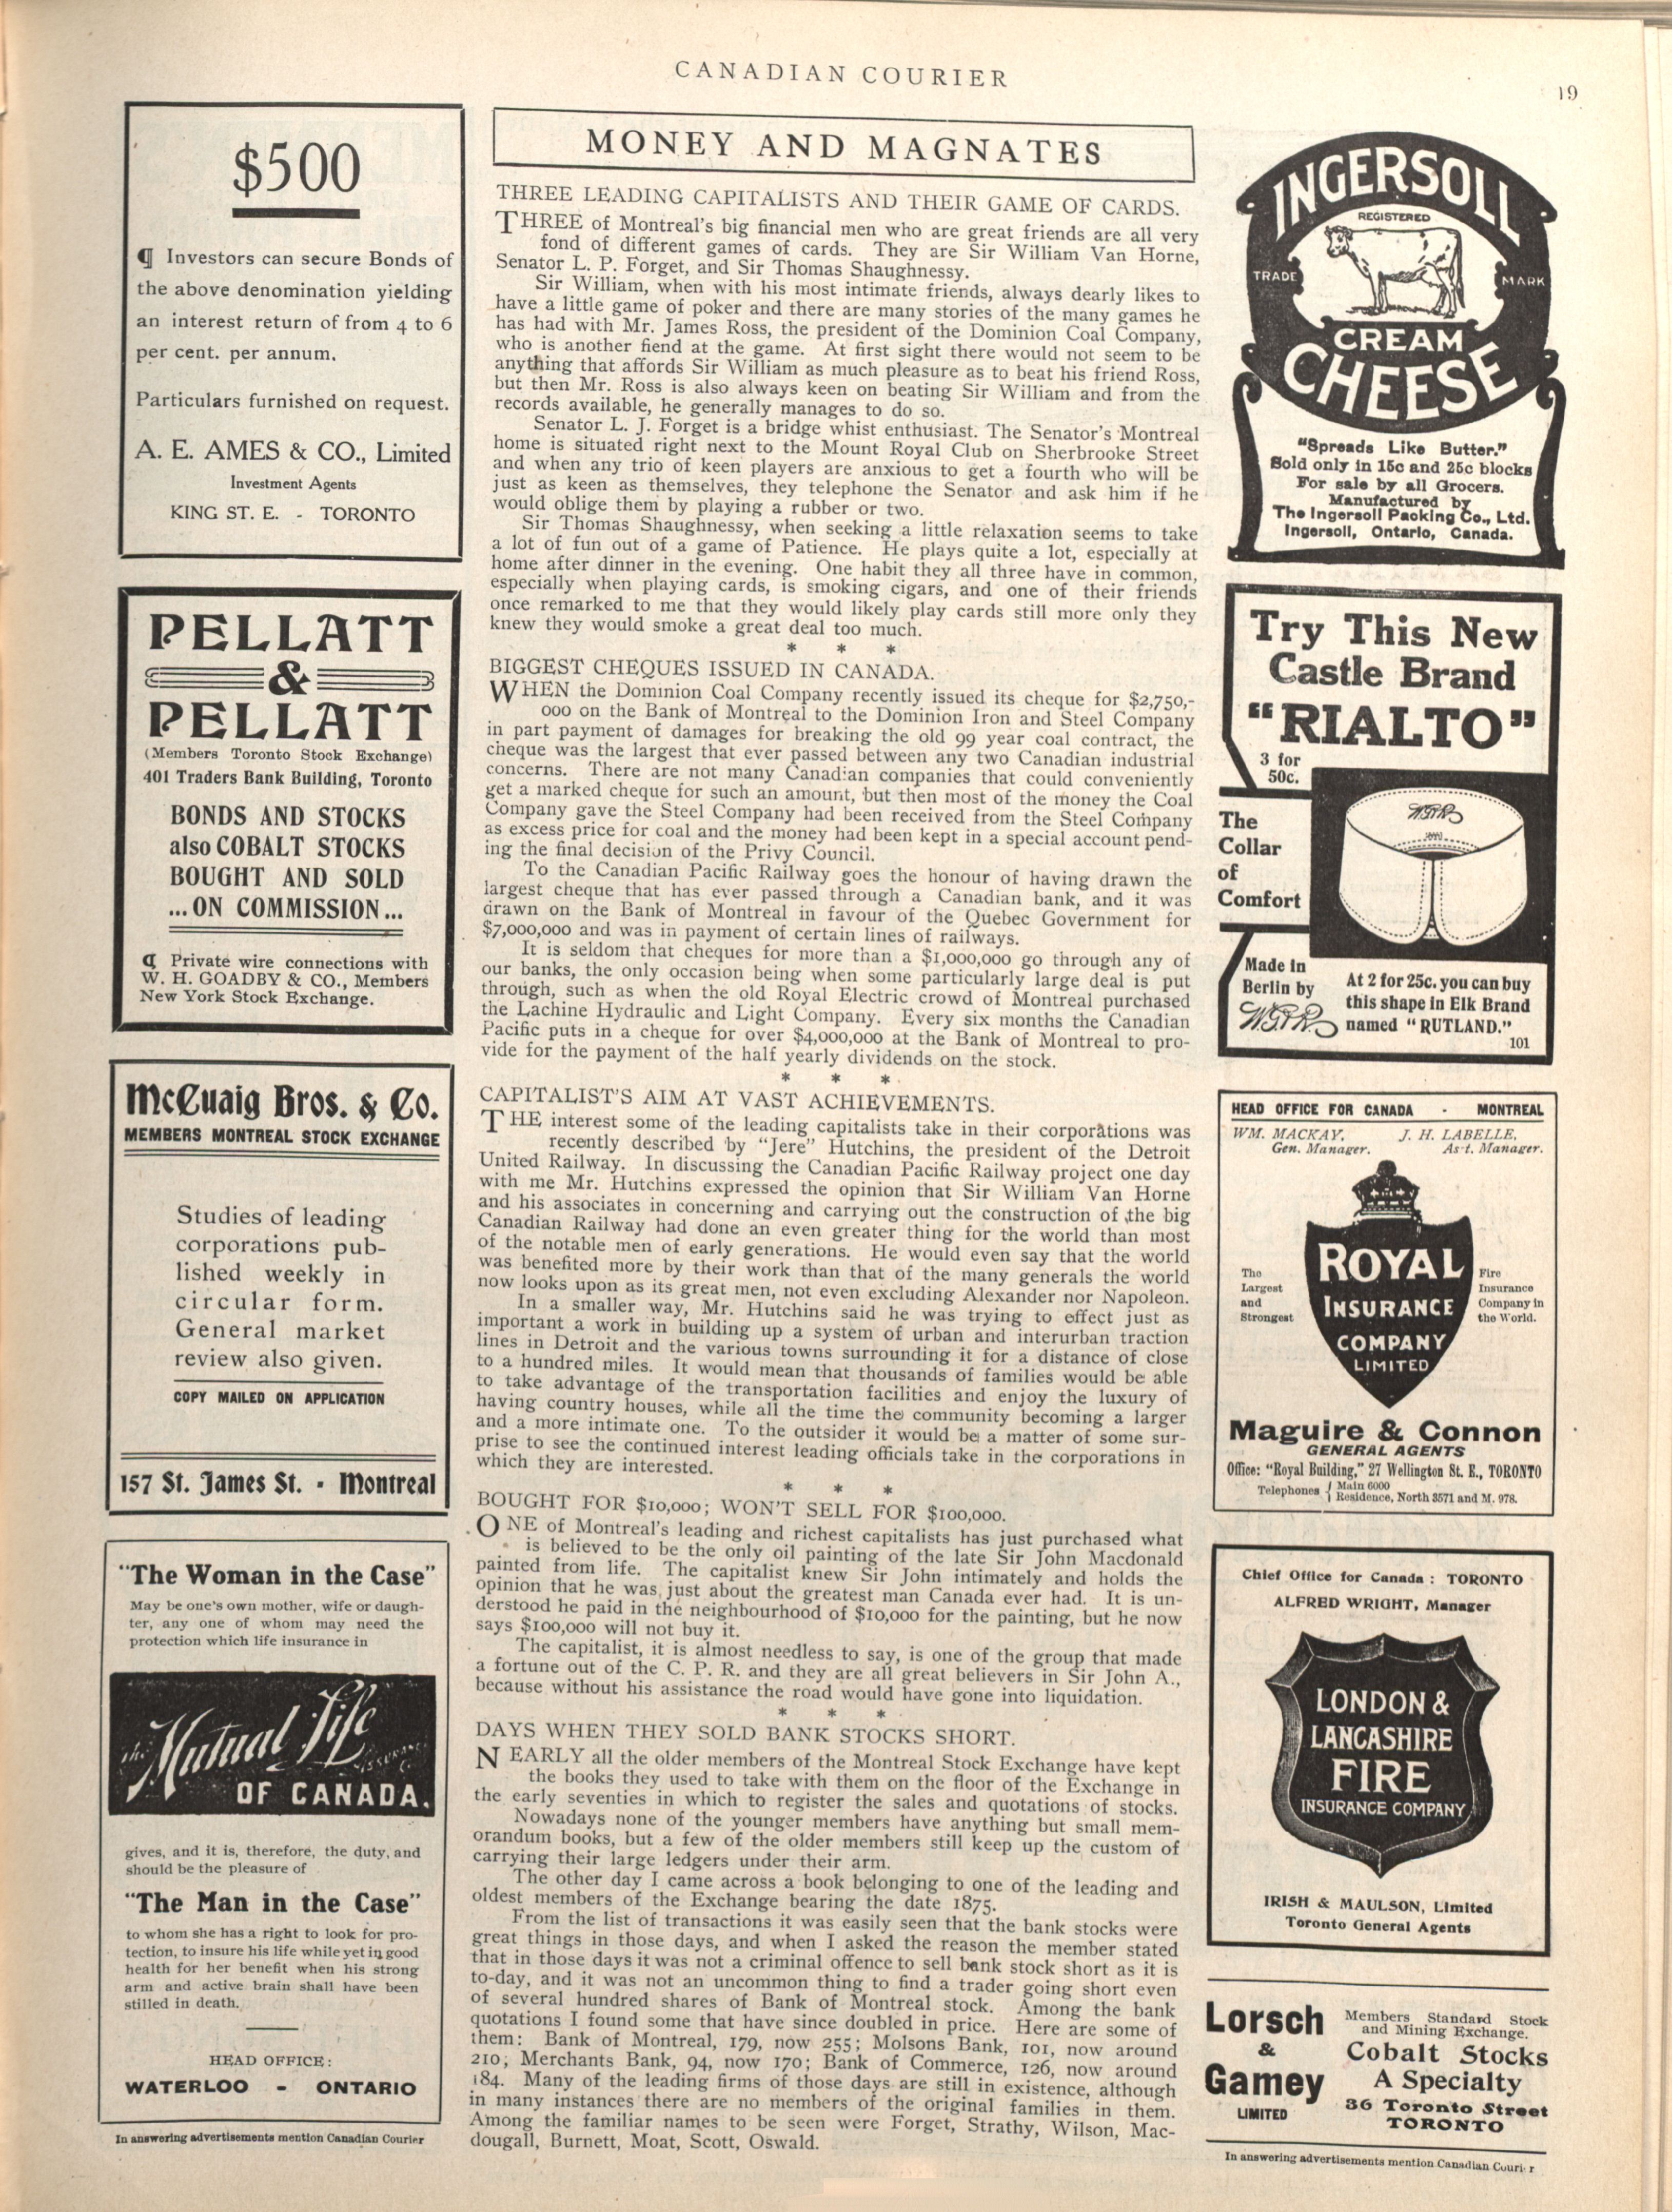 CANADIAN COURIER
19
$500
¶ Investors can secure Bonds of
the above denomination yielding
an interest return of from 4 to 6
per cent. per annum.
Particulars furnished on request.
A. E. AMES & CO., Limited
Investment Agents
KING ST. E. - TORONTO
PELLATT
&
PELLATT
(Members Toronto Stock Exchange)
401 Traders Bank Building, Toronto
BONDS AND STOCKS
also COBALT STOCKS
BOUGHT AND SOLD
... ON COMMISSION ...
¶ Private wire connections with
W. H. GOADBY & CO., Members
New York Stock Exchange.
McCuaig Bros. & Co.
MEMBERS MONTREAL STOCK EXCHANGE
Studies of leading
corporations pub-
lished weekly in
circular form.
General market
review also given.
COPY MAILED ON APPLICATION
157 St. James St. - Montreal
"The Woman in the Case"
May be one's own mother, wife or daugh-
ter, any one of whom may need the
protection which life insurance in
The Mutual Life
ASSURANCE CO.
OF CANADA.
gives, and it is, therefore, the duty, and
should be the pleasure of
"The Man in the Case"
to whom she has a right to look for pro-
tection, to insure his life while yet in good
health for her benefit when his strong
arm and active brain shall have been
stilled in death.
HEAD OFFICE:
WATERLOO - ONTARIO
In answering advertisements mention Canadian Courier
MONEY AND MAGNATES
THREE LEADING CAPITALISTS AND THEIR GAME OF CARDS.
THREE of Montreal's big financial men who are great friends are all very
fond of different games of cards. They are Sir William Van Horne,
Senator L. P. Forget, and Sir Thomas Shaughnessy.
Sir William, when with his most intimate friends, always dearly likes to
have a little game of poker and there are many stories of the many games he
has had with Mr. James Ross, the president of the Dominion Coal Company,
who is another fiend at the game. At first sight there would not seem to be
anything that affords Sir William as much pleasure as to beat his friend Ross,
but then Mr. Ross is also always keen on beating Sir William and from the
records available, he generally manages to do so.
Senator L. J. Forget is a bridge whist enthusiast. The Senator's Montreal
home is situated right next to the Mount Royal Club on Sherbrooke Street
and when any trio of keen players are anxious to get a fourth who will be
just as keen as themselves, they telephone the Senator and ask him if he
would oblige them by playing a rubber or two.
Sir Thomas Shaughnessy, when seeking a little relaxation seems to take
a lot of fun out of a game of Patience. He plays quite a lot, especially at
home after dinner in the evening. One habit they all three have in common,
especially when playing cards, is smoking cigars, and one of their friends
once remarked to me that they would likely play cards still more only they
knew they would smoke a great deal too much.
* * *
BIGGEST CHEQUES ISSUED IN CANADA.
WHEN the Dominion Coal Company recently issued its cheque for $2,750,-
000 on the Bank of Montreal to the Dominion Iron and Steel Company
in part payment of damages for breaking the old 99 year coal contract, the
cheque was the largest that ever passed between any two Canadian industrial
concerns. There are not many Canadian companies that could conveniently
get a marked cheque for such an amount, but then most of the money the Coal
Company gave the Steel Company had been received from the Steel Company
as excess price for coal and the money had been kept in a special account pend-
ing the final decision of the Privy Council.
To the Canadian Pacific Railway goes the honour of having drawn the
largest cheque that has ever passed through a Canadian bank, and it was
drawn on the Bank of Montreal in favour of the Quebec Government for
$7,000,000 and was in payment of certain lines of railways.
It is seldom that cheques for more than a $1,000,000 go through any of
our banks, the only occasion being when some particularly large deal is put
through, such as when the old Royal Electric crowd of Montreal purchased
the Lachine Hydraulic and Light Company. Every six months the Canadian
Pacific puts in a cheque for over $4,000,000 at the Bank of Montreal to pro-
vide for the payment of the half yearly dividends on the stock.
* * *
CAPITALIST'S AIM AT VAST ACHIEVEMENTS.
THE interest some of the leading capitalists take in their corporations was
recently described by "Jere" Hutchins, the president of the Detroit
United Railway. In discussing the Canadian Pacific Railway project one day
with me Mr. Hutchins expressed the opinion that Sir William Van Horne
and his associates in concerning and carrying out the construction of the big
Canadian Railway had done an even greater thing for the world than most
of the notable men of early generations. He would even say that the world
was benefited more by their work than that of the many generals the world
now looks upon as its great men, not even excluding Alexander nor Napoleon.
In a smaller way, Mr. Hutchins said he was trying to effect just as
important a work in building up a system of urban and interurban traction
lines in Detroit and the various towns surrounding it for a distance of close
to a hundred miles. It would mean that thousands of families would be able
to take advantage of the transportation facilities and enjoy the luxury of
having country houses, while all the time the community becoming a larger
and a more intimate one. To the outsider it would be a matter of some sur-
prise to see the continued interest leading officials take in the corporations in
which they are interested.
* * *
BOUGHT FOR $10,000; WON'T SELL FOR $100,000.
ONE of Montreal's leading and richest capitalists has just purchased what
is believed to be the only oil painting of the late Sir John Macdonald
painted from life. The capitalist knew Sir John intimately and holds the
opinion that he was just about the greatest man Canada ever had. It is un-
derstood he paid in the neighbourhood of $10,000 for the painting, but he now
says $100,000 will not buy it.
The capitalist, it is almost needless to say, is one of the group that made
a fortune out of the C. P. R. and they are all great believers in Sir John A.,
because without his assistance the road would have gone into liquidation.
* * *
DAYS WHEN THEY SOLD BANK STOCKS SHORT.
NEARLY all the older members of the Montreal Stock Exchange have kept
the books they used to take with them on the floor of the Exchange in
the early seventies in which to register the sales and quotations of stocks.
Nowadays none of the younger members have anything but small mem-
orandum books, but a few of the older members still keep up the custom of
carrying their large ledgers under their arm.
The other day I came across a book belonging to one of the leading and
oldest members of the Exchange bearing the date 1875.
From the list of transactions it was easily seen that the bank stocks were
great things in those days, and when I asked the reason the member stated
that in those days it was not a criminal offence to sell bank stock short as it is
to-day, and it was not an uncommon thing to find a trader going short even
of several hundred shares of Bank of Montreal stock. Among the bank
quotations I found some that have since doubled in price. Here are some of
them: Bank of Montreal, 179, now 255; Molsons Bank, 101, now around
210; Merchants Bank, 94, now 170; Bank of Commerce, 126, now around
184. Many of the leading firms of those days are still in existence, although
in many instances there are no members of the original families in them.
Among the familiar names to be seen were Forget, Strathy, Wilson, Mac-
dougall, Burnett, Moat, Scott, Oswald.
INGERSOLL
REGISTERED
TRADE MARK
CREAM
CHEESE
"Spreads Like Butter."
Sold only in 15c and 25c blocks
For sale by all Grocers.
Manufactured by
The Ingersoll Packing Co., Ltd.
Ingersoll, Ontario, Canada.
Try This New
Castle Brand
"RIALTO"
3 for
50c.
The
Collar
of
Comfort
W.G.&R.
Made in
Berlin by
W.G.&R.
At 2 for 25c. you can buy
this shape in Elk Brand
named "RUTLAND."
101
HEAD OFFICE FOR CANADA - MONTREAL
WM. MACKAY, J. H. LABELLE,
Gen. Manager. As-t. Manager.
ROYAL
INSURANCE
COMPANY
LIMITED
The
Largest
and
Strongest
Fire
Insurance
Company in
the World.
Maguire & Connon
GENERAL AGENTS
Office: "Royal Building," 27 Wellington St. E., TORONTO
Telephones { Main 6000
Residence, North 3571 and M. 978.
Chief Office for Canada: TORONTO
ALFRED WRIGHT, Manager
LONDON &
LANCASHIRE
FIRE
INSURANCE COMPANY
IRISH & MAULSON, Limited
Toronto General Agents
Lorsch
&
Gamey
LIMITED
Members Standard Stock
and Mining Exchange.
Cobalt Stocks
A Specialty
36 Toronto Street
TORONTO
In answering advertisements mention Canadian Couri r